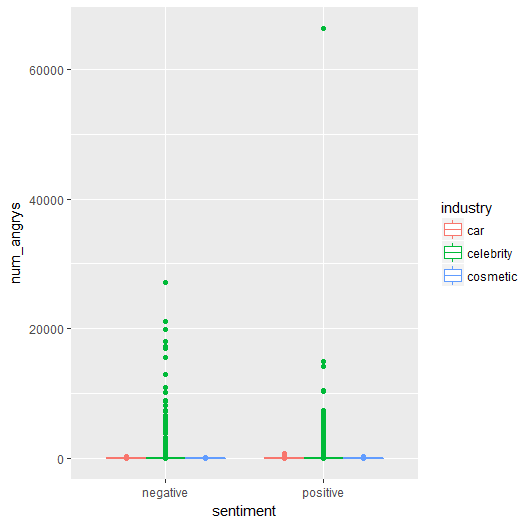 60000
40000
20000
0
num_angrys
negative
positive
sentiment
industry
car
celebrity
cosmetic